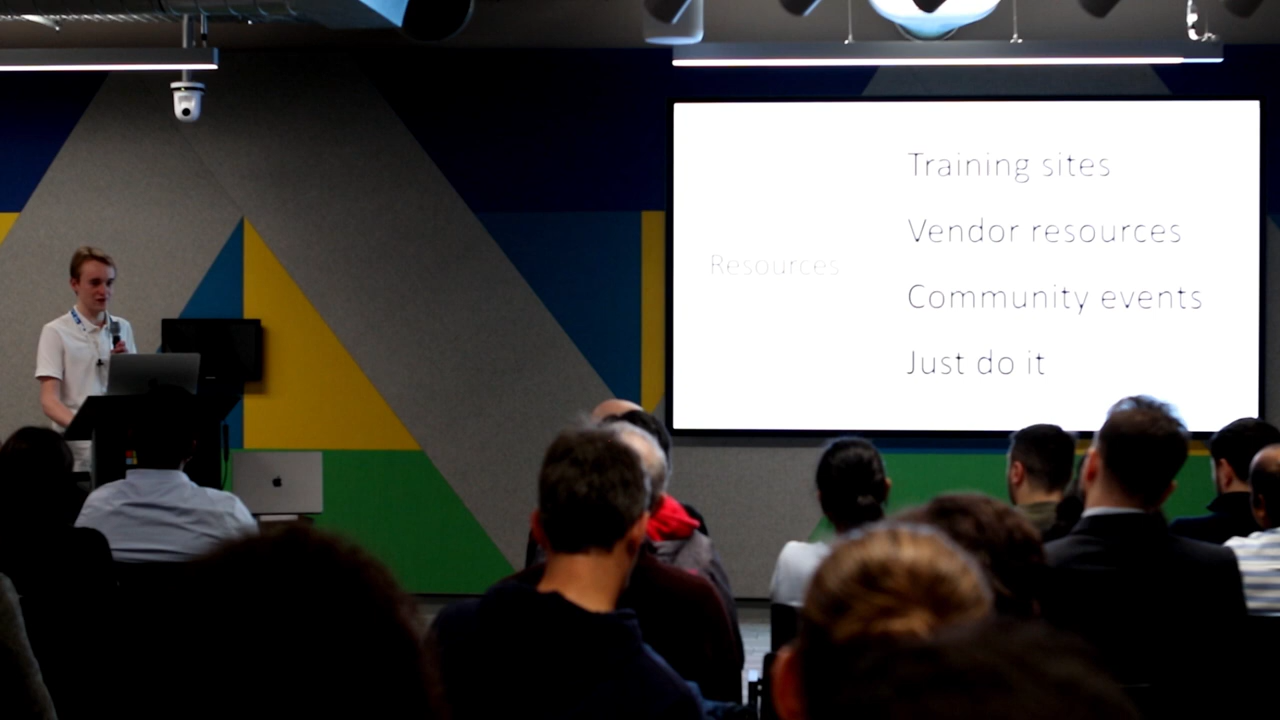 Resources
Training sites
Vendor resources
Community events
Just do it